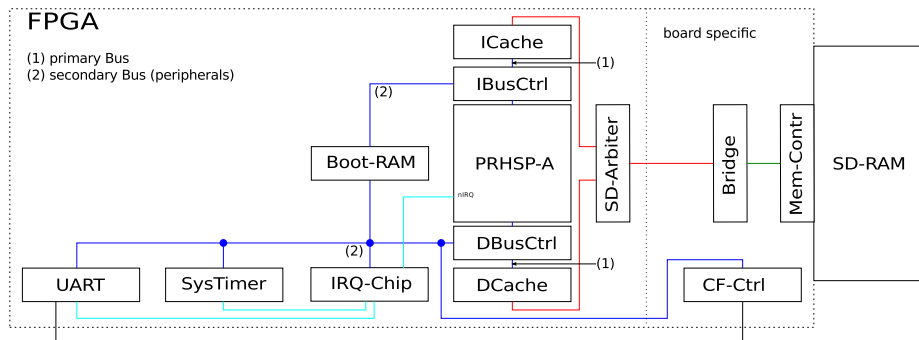 FPGA
(1) primary Bus
(2) secondary Bus (peripherals)
board specific
ICache
(1)
IBusCtrl
(2)
Boot-RAM
PRHSP-A
nIRQ
SD-Arbiter
Bridge
Mem-Contr
SD-RAM
DBusCtrl
(2)
(1)
UART
SysTimer
IRQ-Chip
DCache
CF-Ctrl